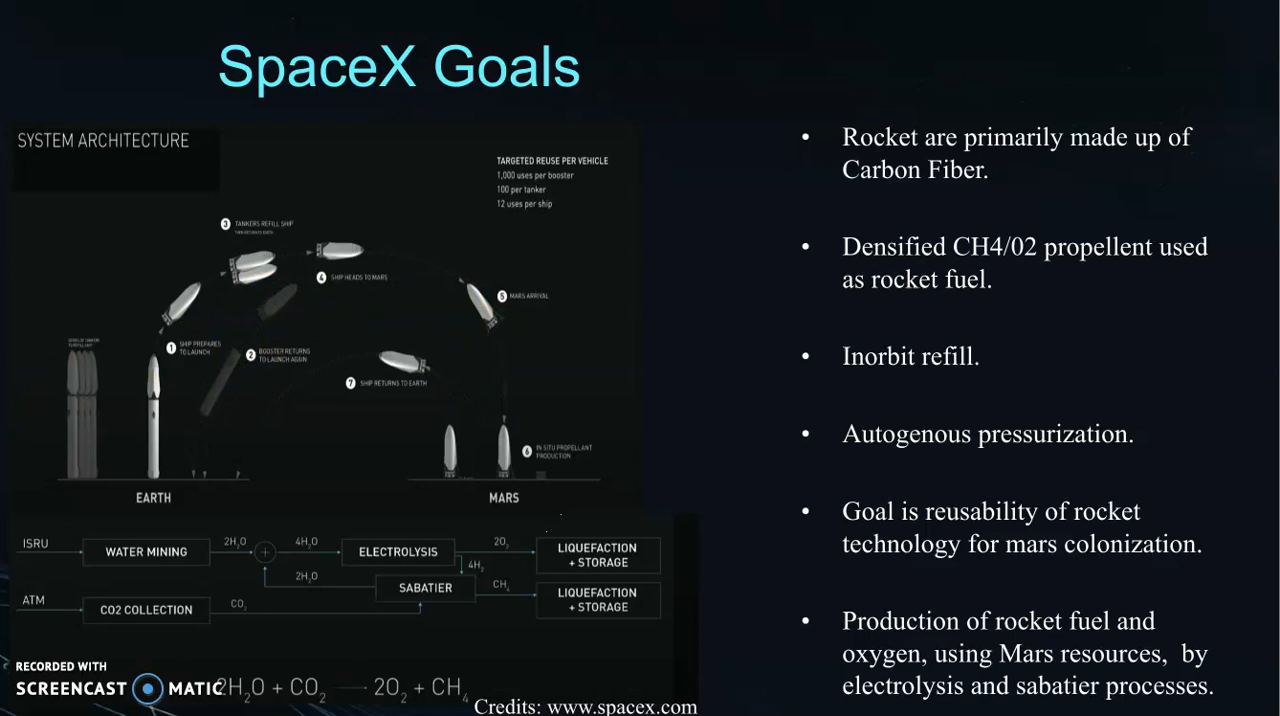 SpaceX Goals
SYSTEM ARCHITECTURE
TARGETED REUSE PER VEHICLE
1,000 uses per booster
100 per tanker
12 uses per ship
3 TANKERS REFILL SHIP
THEN RETURN TO EARTH
4 SHIP HEADS TO MARS
5 MARS ARRIVAL
1 SHIP PREPARES
TO LAUNCH
2 BOOSTER RETURNS
TO LAUNCH AGAIN
7 SHIP RETURNS TO EARTH
6 IN SITU PROPELLANT
PRODUCTION
EARTH
MARS
ISRU
WATER MINING
2H₂O
+
4H₂O
ELECTROLYSIS
2O₂
LIQUEFACTION
+ STORAGE
4H₂
2H₂O
SABATIER
CH₄
LIQUEFACTION
+ STORAGE
ATM
CO2 COLLECTION
CO₂
RECORDED WITH
SCREENCAST MATIC
2H₂O + CO₂ → 2O₂ + CH₄
Credits: www.spacex.com
• Rocket are primarily made up of
Carbon Fiber.
• Densified CH4/02 propellent used
as rocket fuel.
• Inorbit refill.
• Autogenous pressurization.
• Goal is reusability of rocket
technology for mars colonization.
• Production of rocket fuel and
oxygen, using Mars resources,  by
electrolysis and sabatier processes.